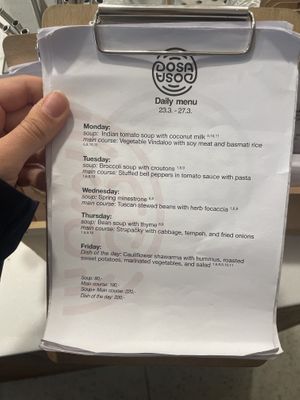 DOSA
DOSA
Daily menu
23.3. - 27.3.
Monday:
soup: Indian tomato soup with coconut milk
main course: Vegetable Vindaloo with soy meat and basmati rice
Tuesday:
soup: Broccoli soup with croutons
main course: Stuffed bell peppers in tomato sauce with pasta
Wednesday:
soup: Spring minestrone
main course: Tuscan stewed beans with herb focaccia
Thursday:
soup: Bean soup with thyme
main course: Strapačky with cabbage, tempeh, and fried onions
Friday:
Dish of the day: Cauliflower shawarma with hummus, roasted
sweet potatoes, marinated vegetables, and salad
Soup: 80,-
Main course: 190,-
Soup+ Main course: 220,-
Dish of the day: 200,-